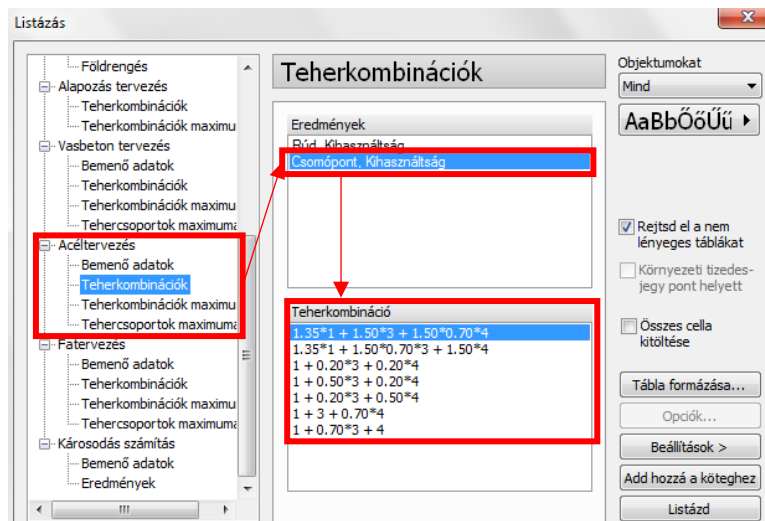 Listázás
Földrengés
Alapozás tervezés
Teherkombinációk
Teherkombinációk maximu
Vasbeton tervezés
Bemenő adatok
Teherkombinációk
Teherkombinációk maximu
Tehercsoportok maximuma
Acéltervezés
Bemenő adatok
Teherkombinációk
Teherkombinációk maximu
Tehercsoportok maximuma
Fatervezés
Bemenő adatok
Teherkombinációk
Teherkombinációk maximu
Tehercsoportok maximuma
Károsodás számítás
Bemenő adatok
Eredmények
Teherkombinációk
Eredmények
Rúd, Kihasználtság
Csomópont, Kihasználtság
Teherkombináció
1.35*1 + 1.50*3 + 1.50*0.70*4
1.35*1 + 1.50*0.70*3 + 1.50*4
1 + 0.20*3 + 0.20*4
1 + 0.50*3 + 0.20*4
1 + 0.20*3 + 0.50*4
1 + 3 + 0.70*4
1 + 0.70*3 + 4
Objektumokat
Mind
AaBbŐőŰű
Rejtsd el a nem
lényeges táblákat
Környezeti tizedes-
jegy pont helyett
Összes cella
kitöltése
Tábla formázása...
Opciók...
Beállítások >
Add hozzá a köteghez
Listázd